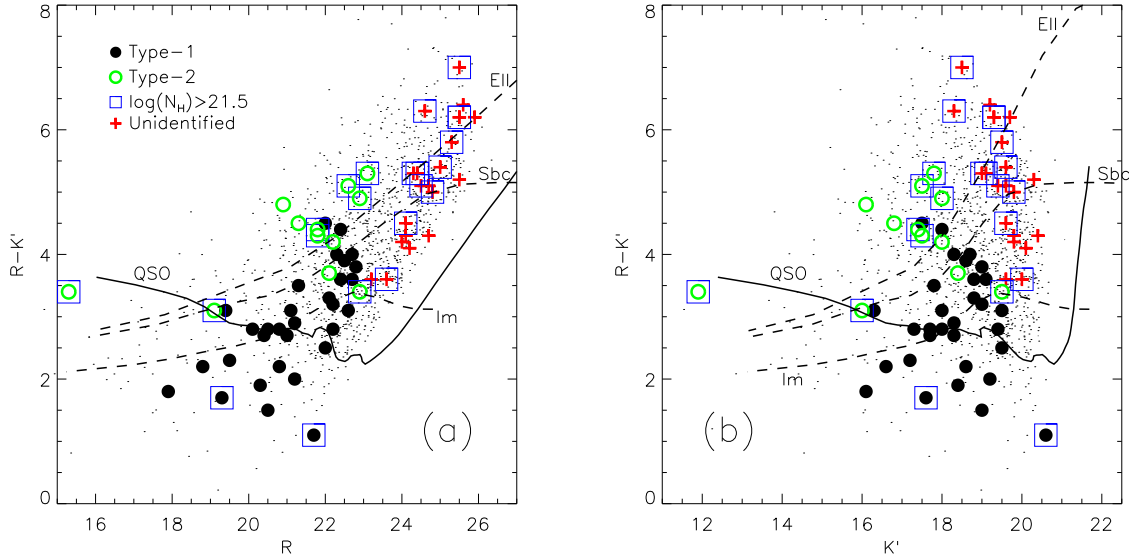 8
6
4
2
0
R−K'
16
18
20
22
24
26
R
Type−1
Type−2
log(N_H)>21.5
Unidentified
Ell
Sbc
QSO
Im
(a)
8
6
4
2
0
R−K'
12
14
16
18
20
22
K'
Ell
Sbc
QSO
Im
(b)